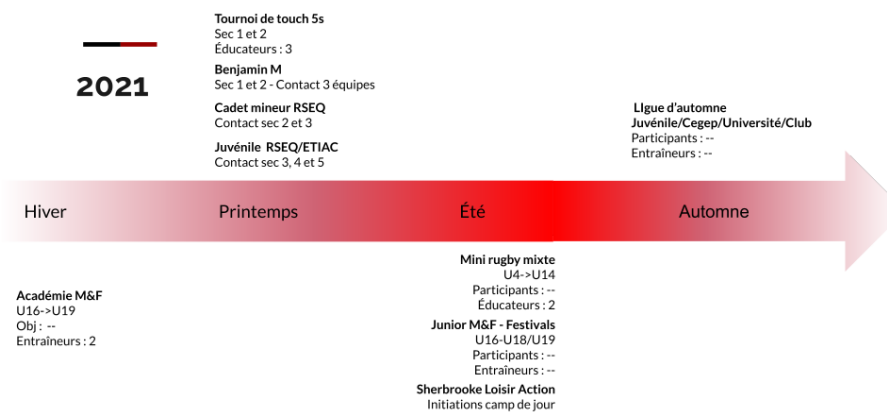 Tournoi de touch 5s
Sec 1 et 2
Éducateurs : 3
2021
Benjamin M
Sec 1 et 2 - Contact 3 équipes
Cadet mineur RSEQ
Contact sec 2 et 3
Juvénile RSEQ/ETIAC
Contact sec 3, 4 et 5
LIgue d'automne
Juvénile/Cegep/Université/Club
Participants : --
Entraîneurs : --
Hiver
Printemps
Été
Automne
Académie M&F
U16->U19
Obj : --
Entraîneurs : 2
Mini rugby mixte
U4->U14
Participants : --
Éducateurs : 2
Junior M&F - Festivals
U16-U18/U19
Participants : --
Entraîneurs : --
Sherbrooke Loisir Action
Initiations camp de jour